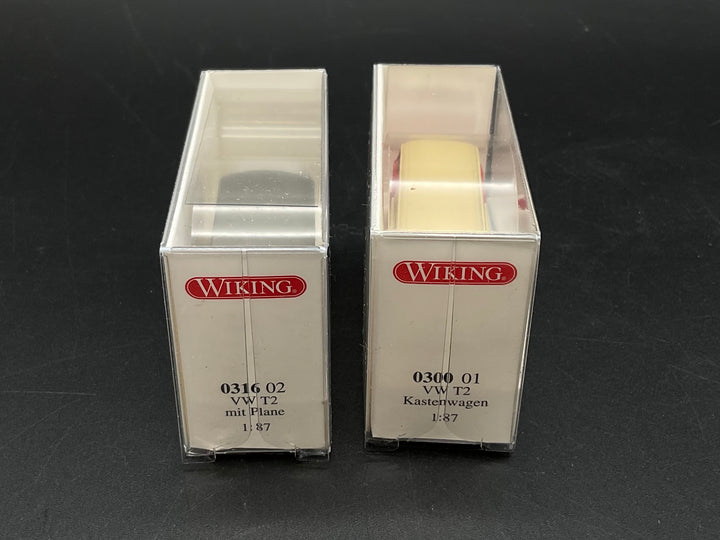 WIKING®
0316 02
VW T2
mit Plane
1:87
WIKING®
0300 01
VW T2
Kastenwagen
1:87